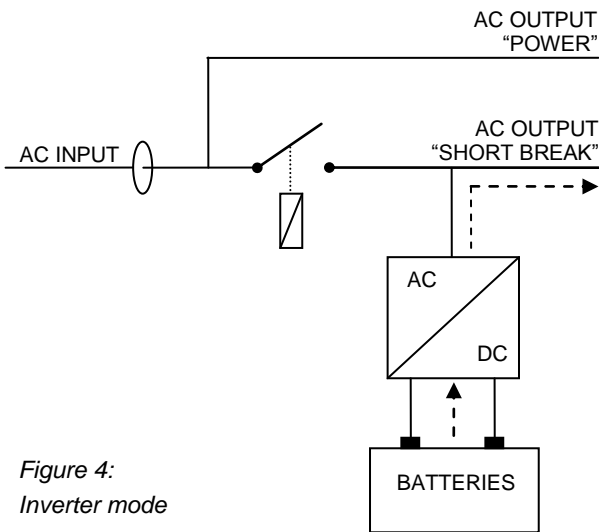 AC OUTPUT
“POWER”
AC INPUT
AC OUTPUT
“SHORT BREAK”
AC
DC
BATTERIES
Figure 4:
Inverter mode